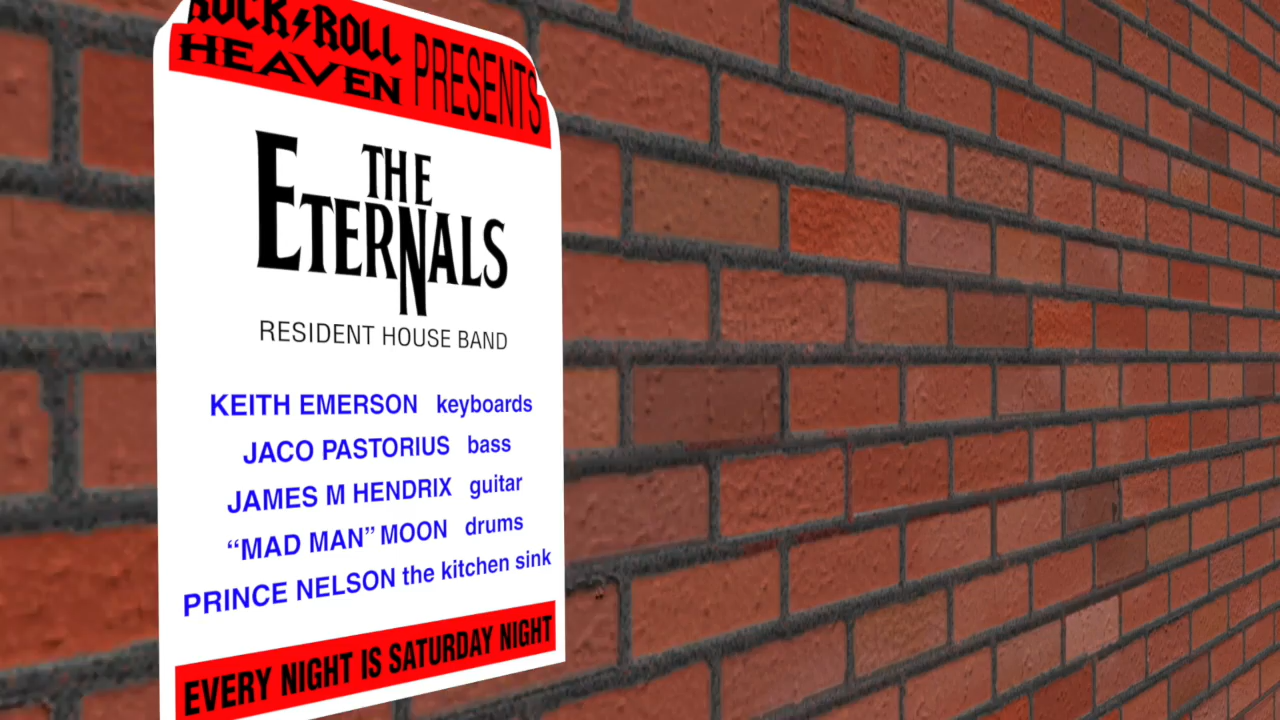 ROCK ROLL
HEAVEN PRESENTS
THE
ETERNALS
RESIDENT HOUSE BAND
KEITH EMERSON keyboards
JACO PASTORIUS bass
JAMES M HENDRIX guitar
“MAD MAN” MOON drums
PRINCE NELSON the kitchen sink
EVERY NIGHT IS SATURDAY NIGHT